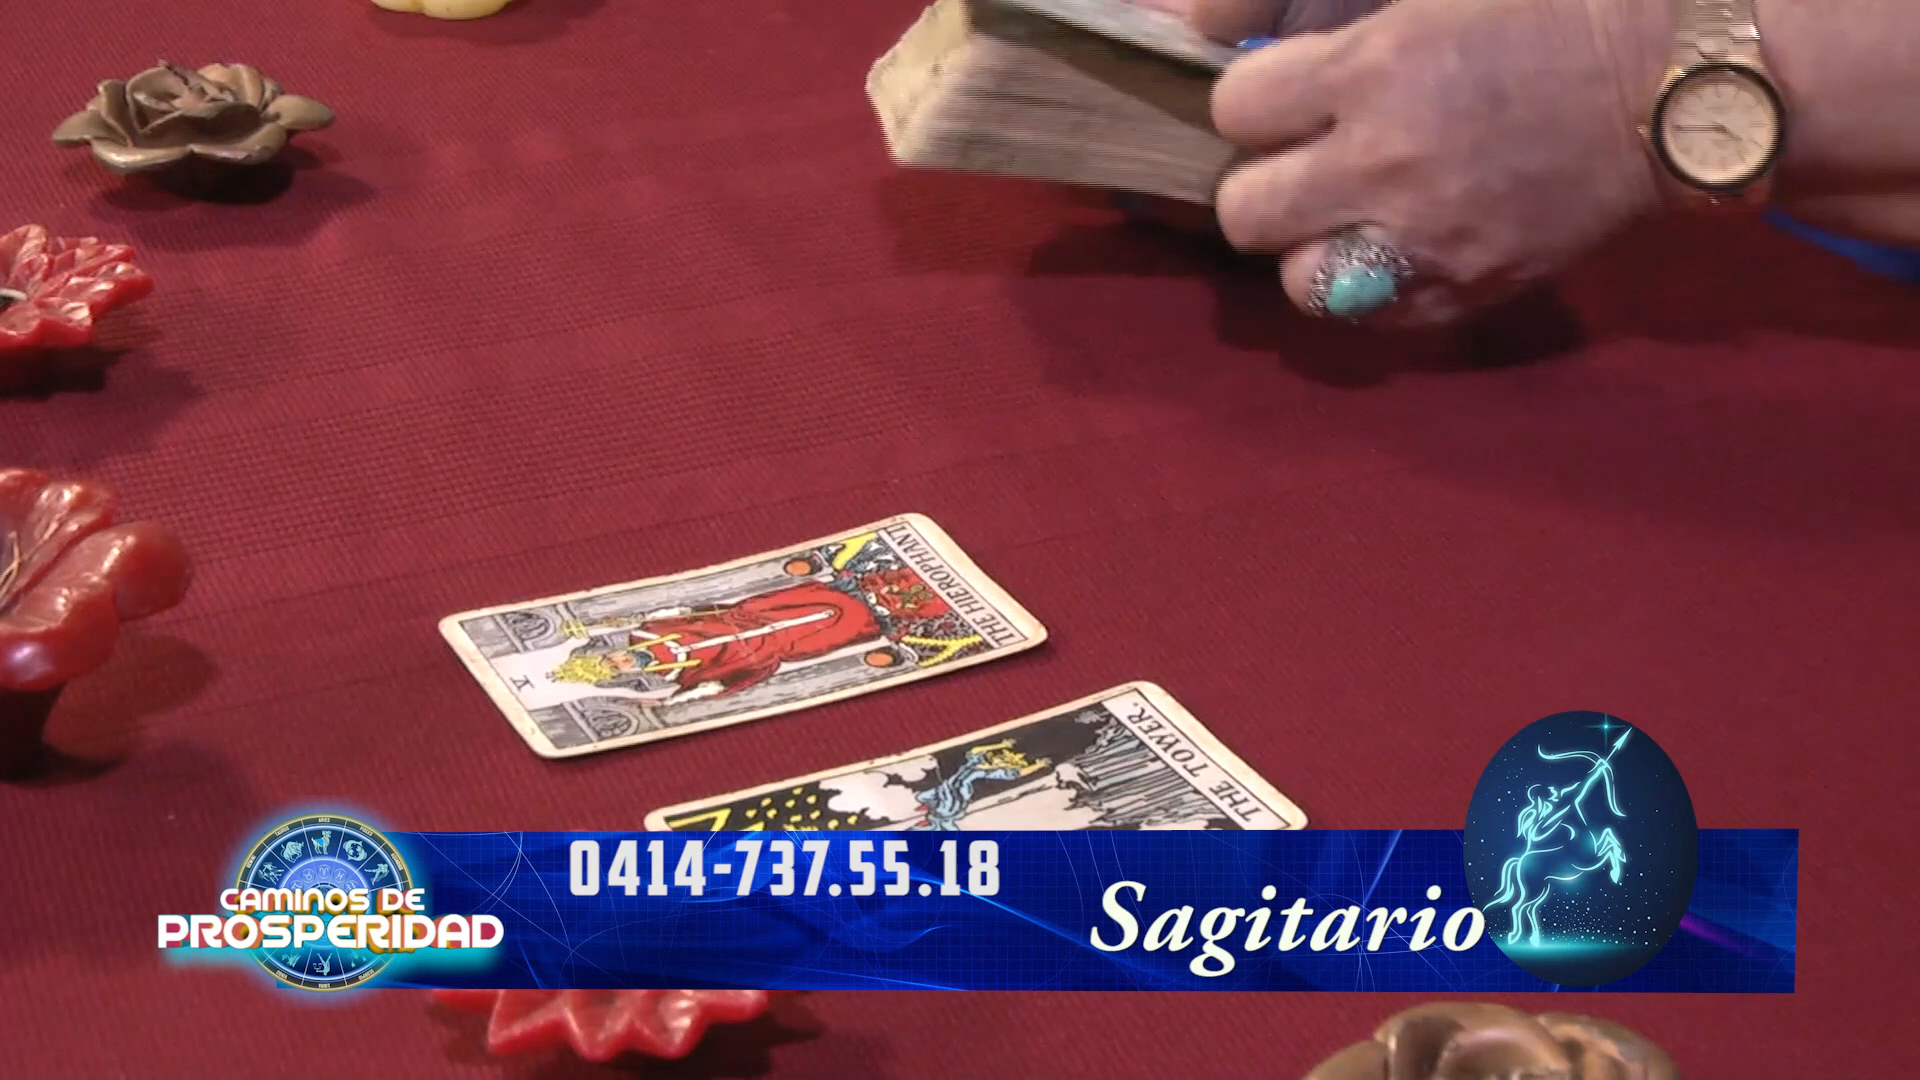 THE HIEROPHANT
V
THE TOWER.
0414-737.55.18
CAMINOS DE
PROSPERIDAD
Sagitario